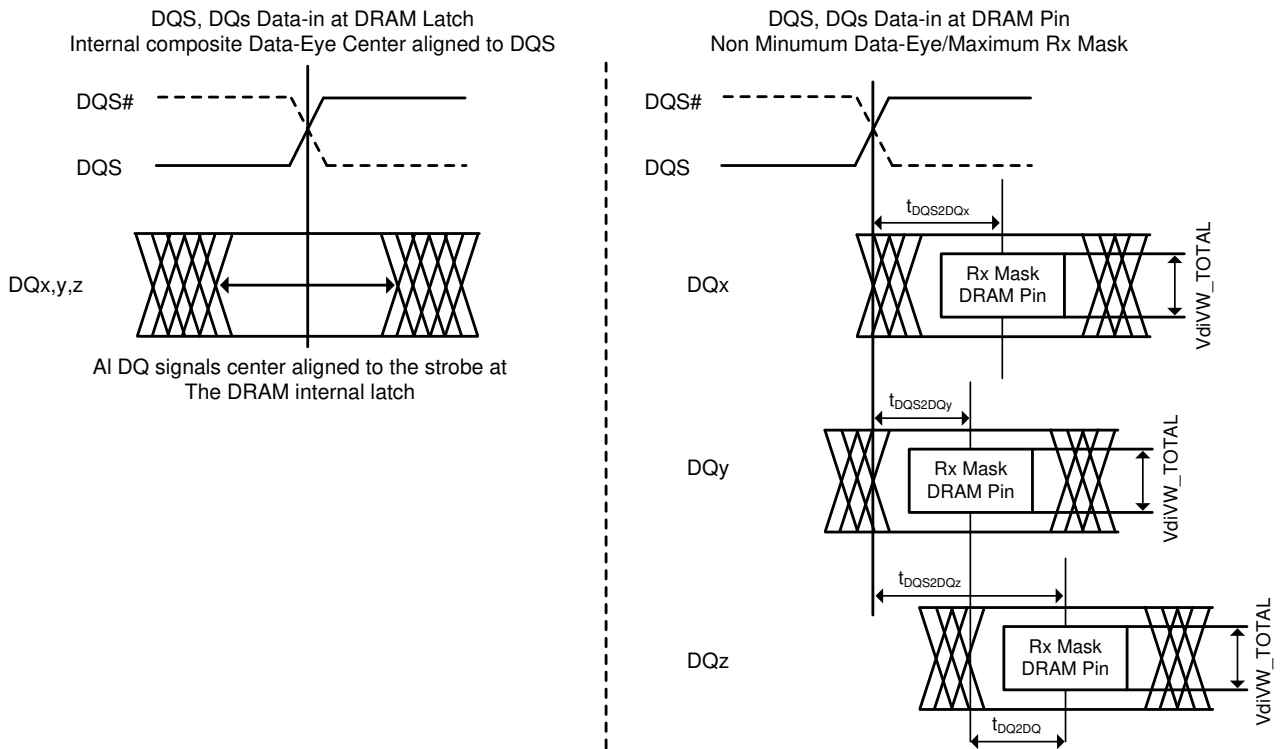 DQS, DQs Data-in at DRAM Latch
Internal composite Data-Eye Center aligned to DQS
DQS#
DQS
DQx,y,z
Al DQ signals center aligned to the strobe at
The DRAM internal latch
DQS, DQs Data-in at DRAM Pin
Non Minumum Data-Eye/Maximum Rx Mask
DQS#
DQS
tDQS2DQx
DQx
Rx Mask
DRAM Pin
VdiVW_TOTAL
tDQS2DQy
DQy
Rx Mask
DRAM Pin
VdiVW_TOTAL
tDQS2DQz
DQz
Rx Mask
DRAM Pin
VdiVW_TOTAL
tDQ2DQ